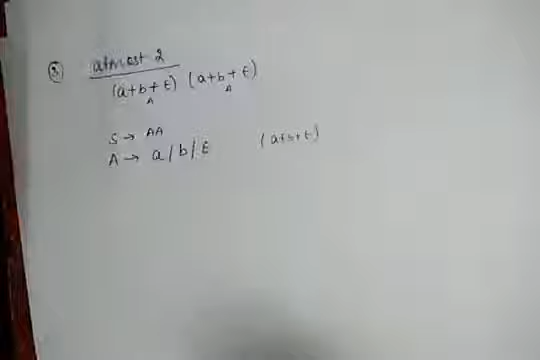 ③ atmost 2
(a+b+ε) (a+b+ε)
A A
S → AA
A → a/b/ε (a+b+ε)